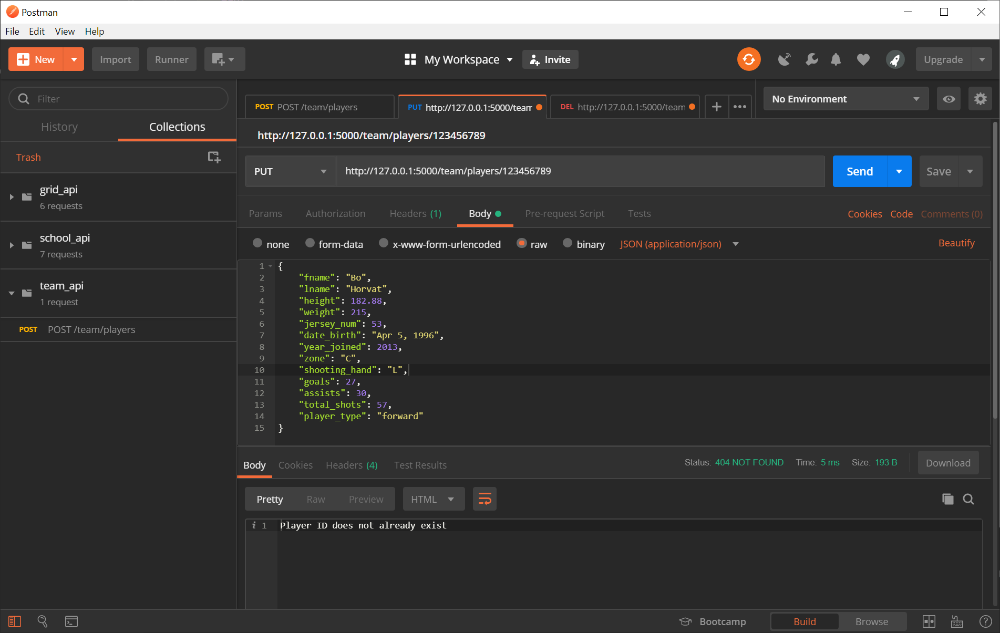 Postman
File Edit View Help
New Import Runner My Workspace Invite Upgrade
Filter
History Collections
Trash
grid_api
6 requests
school_api
7 requests
team_api
1 request
POST POST /team/players
POST POST /team/players PUT http://127.0.0.1:5000/team DEL http://127.0.0.1:5000/team No Environment
http://127.0.0.1:5000/team/players/123456789
PUT http://127.0.0.1:5000/team/players/123456789 Send Save
Params Authorization Headers (1) Body Pre-request Script Tests Cookies Code Comments (0)
none form-data x-www-form-urlencoded raw binary JSON (application/json) Beautify
1 {
2 "fname": "Bo",
3 "lname": "Horvat",
4 "height": 182.88,
5 "weight": 215,
6 "jersey_num": 53,
7 "date_birth": "Apr 5, 1996",
8 "year_joined": 2013,
9 "zone": "C",
10 "shooting_hand": "L",
11 "goals": 27,
12 "assists": 30,
13 "total_shots": 57,
14 "player_type": "forward"
15 }
Body Cookies Headers (4) Test Results Status: 404 NOT FOUND Time: 5 ms Size: 193 B Download
Pretty Raw Preview HTML
i 1 Player ID does not already exist
Bootcamp Build Browse